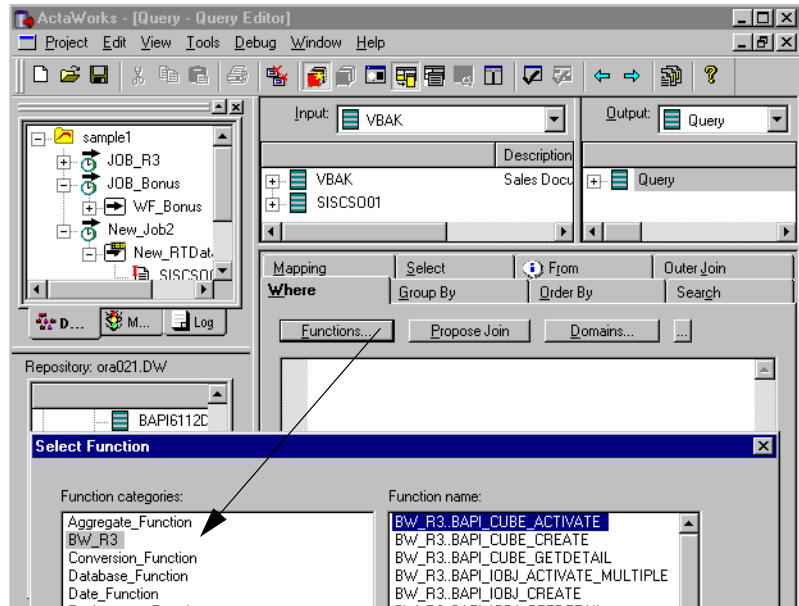 ActaWorks - [Query - Query Editor]
Project Edit View Tools Debug Window Help
sample1
JOB_R3
JOB_Bonus
WF_Bonus
New_Job2
New_RTDat
D... M... Log
Input: VBAK
Description
VBAK Sales Docu
SISCSO01
Output: Query
Query
Mapping Select From Outer Join
Where Group By Order By Search
Functions... Propose Join Domains... ...
Repository: ora021.DW
BAPI6112D
Select Function
Function categories:
Aggregate_Function
BW_R3
Conversion_Function
Database_Function
Date_Function
Function name:
BW_R3..BAPI_CUBE_ACTIVATE
BW_R3..BAPI_CUBE_CREATE
BW_R3..BAPI_CUBE_GETDETAIL
BW_R3..BAPI_IOBJ_ACTIVATE_MULTIPLE
BW_R3..BAPI_IOBJ_CREATE